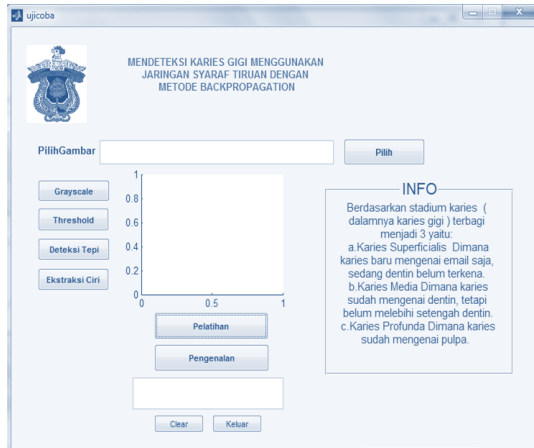 ujicoba
MENDETEKSI KARIES GIGI MENGGUNAKAN
JARINGAN SYARAF TIRUAN DENGAN
METODE BACKPROPAGATION
PilihGambar
Pilih
Grayscale
Threshold
Deteksi Tepi
Ekstraksi Ciri
1
0.8
0.6
0.4
0.2
0
0 0.5 1
Pelatihan
Pengenalan
Clear Keluar
INFO
Berdasarkan stadium karies (
dalamnya karies gigi ) terbagi
menjadi 3 yaitu:
a.Karies Superficialis Dimana
karies baru mengenai email saja,
sedang dentin belum terkena.
b.Karies Media Dimana karies
sudah mengenai dentin, tetapi
belum melebihi setengah dentin.
c.Karies Profunda Dimana karies
sudah mengenai pulpa.